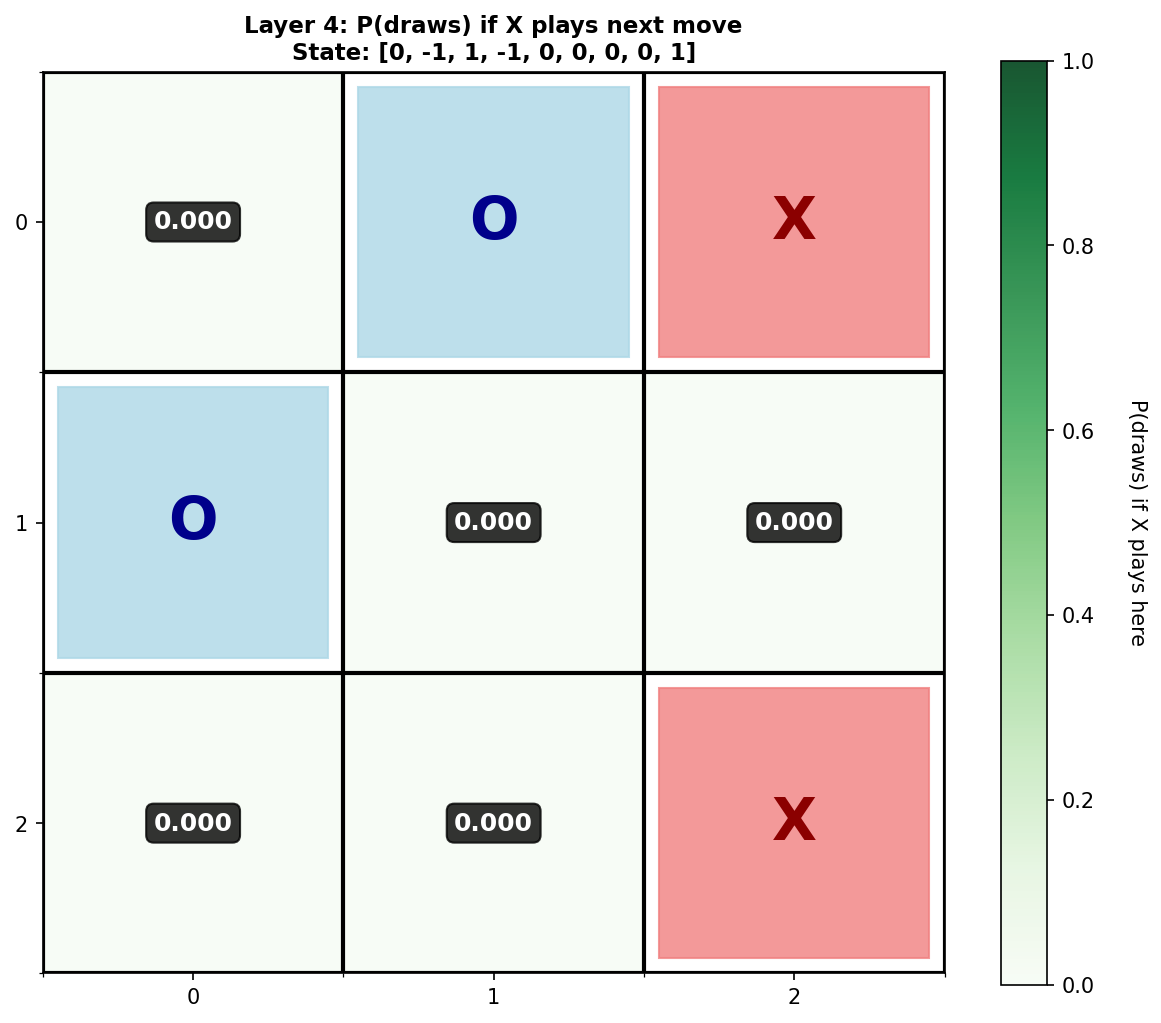 Layer 4: P(draws) if X plays next move
State: [0, -1, 1, -1, 0, 0, 0, 0, 1]
0
0.000
O
X
1
O
0.000
0.000
2
0.000
0.000
X
0
1
2
1.0
0.8
0.6
0.4
0.2
0.0
P(draws) if X plays here